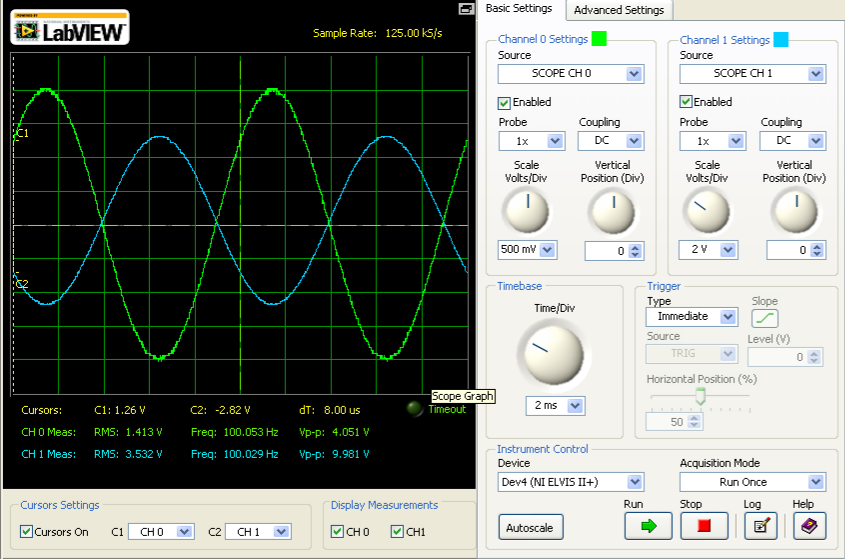 POWERED BY
NATIONAL INSTRUMENTS
LabVIEW
Sample Rate: 125.00 kS/s
C1
C2
Cursors: C1: 1.26 V C2: -2.82 V dT: 8.00 us
CH 0 Meas: RMS: 1.413 V Freq: 100.053 Hz Vp-p: 4.051 V
CH 1 Meas: RMS: 3.532 V Freq: 100.029 Hz Vp-p: 9.981 V
Scope Graph
Timeout
Cursors Settings
Cursors On C1 CH 0 C2 CH 1
Display Measurements
CH 0 CH1
Basic Settings Advanced Settings
Channel 0 Settings
Source
SCOPE CH 0
Enabled
Probe Coupling
1x DC
Scale
Volts/Div
Vertical
Position (Div)
500 mV 0
Channel 1 Settings
Source
SCOPE CH 1
Enabled
Probe Coupling
1x DC
Scale
Volts/Div
Vertical
Position (Div)
2 V 0
Timebase
Time/Div
2 ms
Trigger
Type Slope
Immediate
Source Level (V)
TRIG 0
Horizontal Position (%)
50
Instrument Control
Device Acquisition Mode
Dev4 (NI ELVIS II+) Run Once
Run Stop Log Help
Autoscale